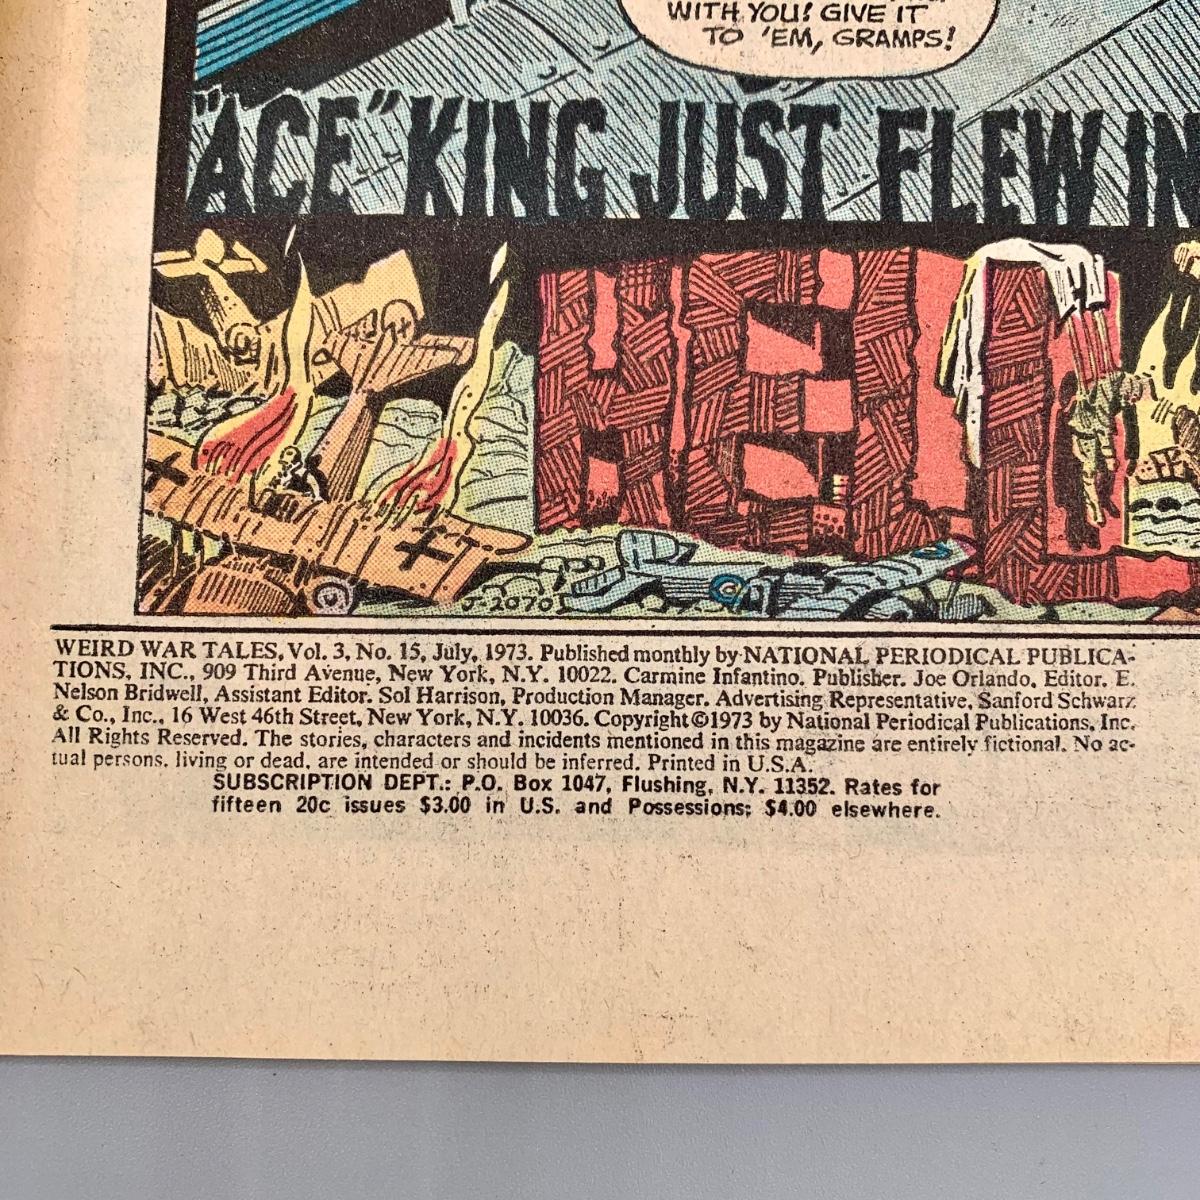 WITH YOU! GIVE IT
TO 'EM, GRAMPS!
"ACE" KING JUST FLEW IN
HELL
J-2070
WEIRD WAR TALES, Vol. 3, No. 15, July, 1973. Published monthly by NATIONAL PERIODICAL PUBLICA-
TIONS, INC., 909 Third Avenue, New York, N.Y. 10022. Carmine Infantino, Publisher. Joe Orlando, Editor. E.
Nelson Bridwell, Assistant Editor. Sol Harrison, Production Manager. Advertising Representative, Sanford Schwarz
& Co., Inc., 16 West 46th Street, New York, N.Y. 10036. Copyright ©1973 by National Periodical Publications, Inc.
All Rights Reserved. The stories, characters and incidents mentioned in this magazine are entirely fictional. No ac-
tual persons, living or dead, are intended or should be inferred. Printed in U.S.A.
SUBSCRIPTION DEPT.: P.O. Box 1047, Flushing, N.Y. 11352. Rates for
fifteen 20c issues $3.00 in U.S. and Possessions; $4.00 elsewhere.